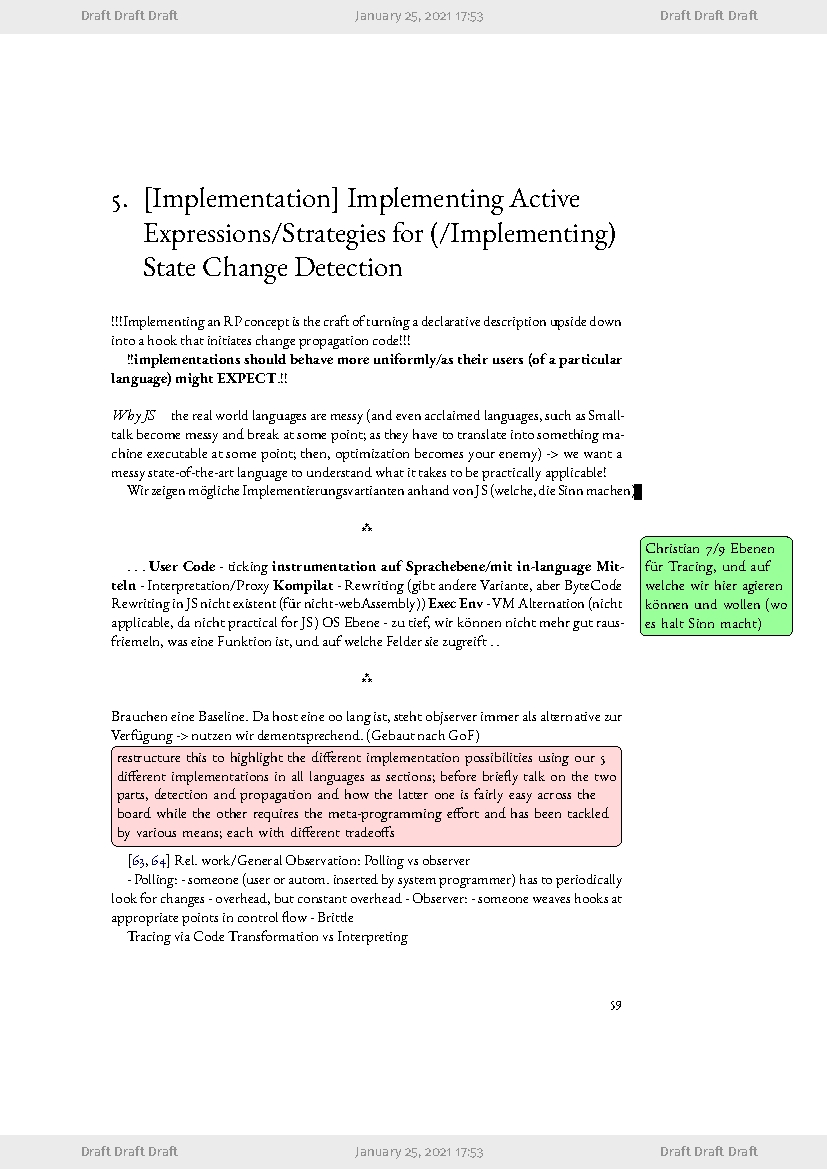 Draft Draft Draft January 25, 2021 17:53 Draft Draft Draft
5. [Implementation] Implementing Active
Expressions/Strategies for (/Implementing)
State Change Detection
!!!Implementing an RP concept is the craft of turning a declarative description upside down
into a hook that initiates change propagation code!!!
!!implementations should behave more uniformly/as their users (of a particular
language) might EXPECT.!!
Why JS the real world languages are messy (and even acclaimed languages, such as Small-
talk become messy and break at some point; as they have to translate into something ma-
chine executable at some point; then, optimization becomes your enemy) -> we want a
messy state-of-the-art language to understand what it takes to be practically applicable!
Wir zeigen mögliche Implementierungsvarianten anhand von JS (welche, die Sinn machen)
⁂
. . . User Code - ticking instrumentation auf Sprachebene/mit in-language Mit-
teln - Interpretation/Proxy Kompilat - Rewriting (gibt andere Variante, aber ByteCode
Rewriting in JS nicht existent (für nicht-webAssembly)) Exec Env - VM Alternation (nicht
applicable, da nicht practical for JS) OS Ebene - zu tief, wir können nicht mehr gut raus-
friemeln, was eine Funktion ist, und auf welche Felder sie zugreift . .
Christian 7/9 Ebenen
für Tracing, und auf
welche wir hier agieren
können und wollen (wo
es halt Sinn macht)
⁂
Brauchen eine Baseline. Da host eine oo lang ist, steht objserver immer als alternative zur
Verfügung -> nutzen wir dementsprechend. (Gebaut nach GoF)
restructure this to highlight the different implementation possibilities using our 5
different implementations in all languages as sections; before briefly talk on the two
parts, detection and propagation and how the latter one is fairly easy across the
board while the other requires the meta-programming effort and has been tackled
by various means; each with different tradeoffs
[63, 64] Rel. work/General Observation: Polling vs observer
- Polling: - someone (user or autom. inserted by system programmer) has to periodically
look for changes - overhead, but constant overhead - Observer: - someone weaves hooks at
appropriate points in control flow - Brittle
Tracing via Code Transformation vs Interpreting
59
Draft Draft Draft January 25, 2021 17:53 Draft Draft Draft